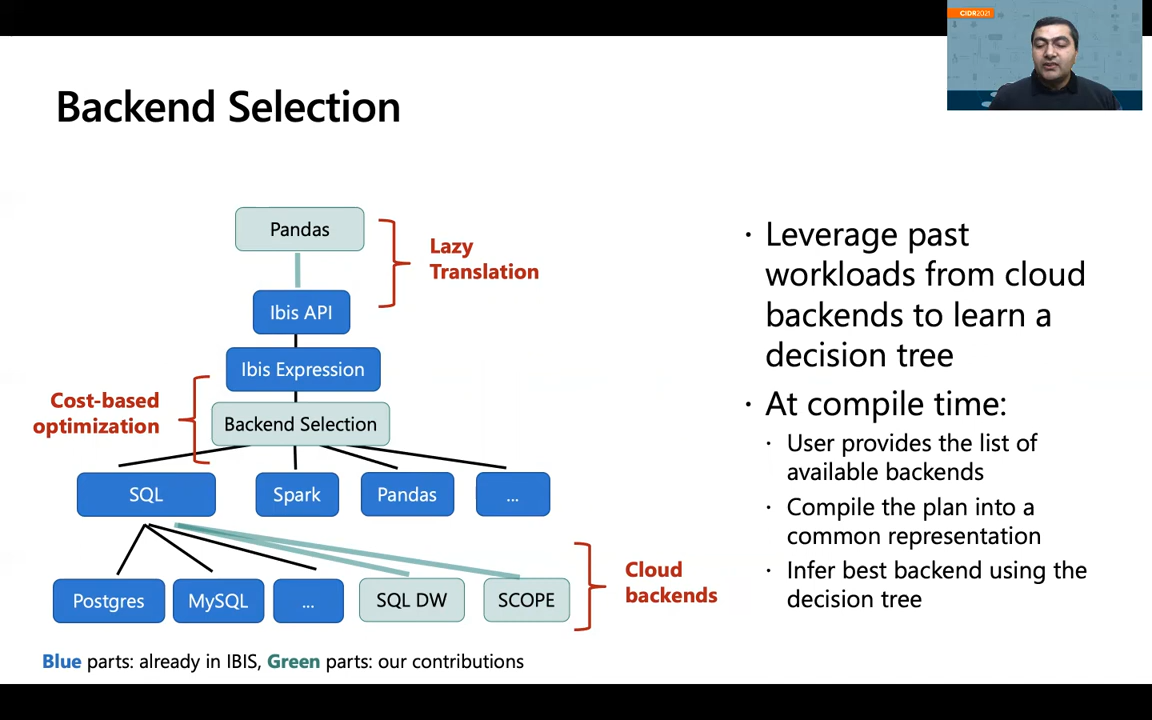 CIDR2021
Backend Selection
Pandas
Lazy
Translation
Ibis API
Ibis Expression
Cost-based
optimization
Backend Selection
SQL
Spark
Pandas
...
Postgres
MySQL
...
SQL DW
SCOPE
Cloud
backends
Blue parts: already in IBIS, Green parts: our contributions
· Leverage past
workloads from cloud
backends to learn a
decision tree
· At compile time:
· User provides the list of
available backends
· Compile the plan into a
common representation
· Infer best backend using the
decision tree